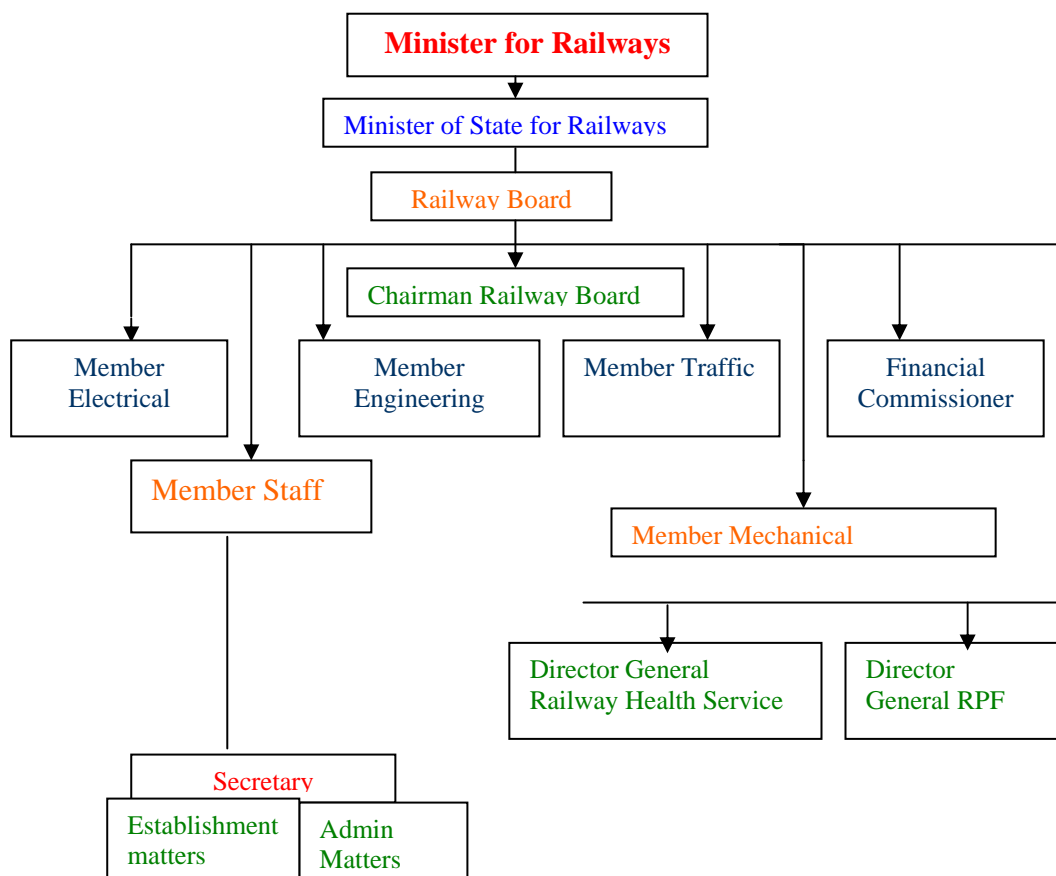 Minister for Railways
Minister of State for Railways
Railway Board
Chairman Railway Board
Member
Electrical
Member
Engineering
Member Traffic
Financial
Commissioner
Member Staff
Member Mechanical
Director General
Railway Health Service
Director
General RPF
Secretary
Establishment
matters
Admin
Matters